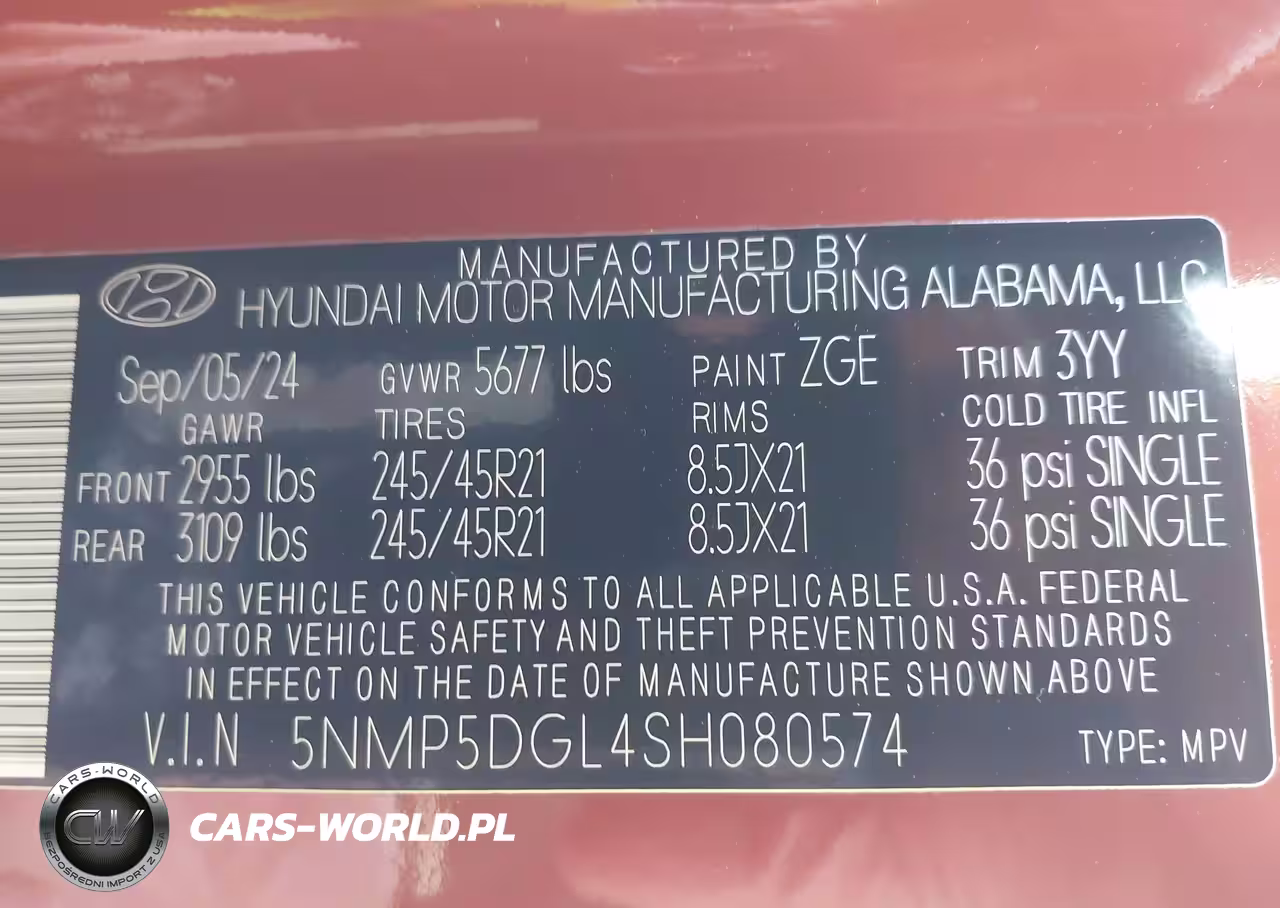 MANUFACTURED BY
HYUNDAI MOTOR MANUFACTURING ALABAMA, LLC
Sep/05/24 GVWR 5677 lbs PAINT ZGE TRIM 3YY
GAWR TIRES RIMS COLD TIRE INFL
FRONT 2955 lbs 245/45R21 8.5JX21 36 psi SINGLE
REAR 3109 lbs 245/45R21 8.5JX21 36 psi SINGLE
THIS VEHICLE CONFORMS TO ALL APPLICABLE U.S.A. FEDERAL
MOTOR VEHICLE SAFETY AND THEFT PREVENTION STANDARDS
IN EFFECT ON THE DATE OF MANUFACTURE SHOWN ABOVE
V.I.N 5NMP5DGL4SH080574 TYPE: MPV
CARS-WORLD
CW
BEZPOŚREDNI IMPORT Z USA
CARS-WORLD.PL